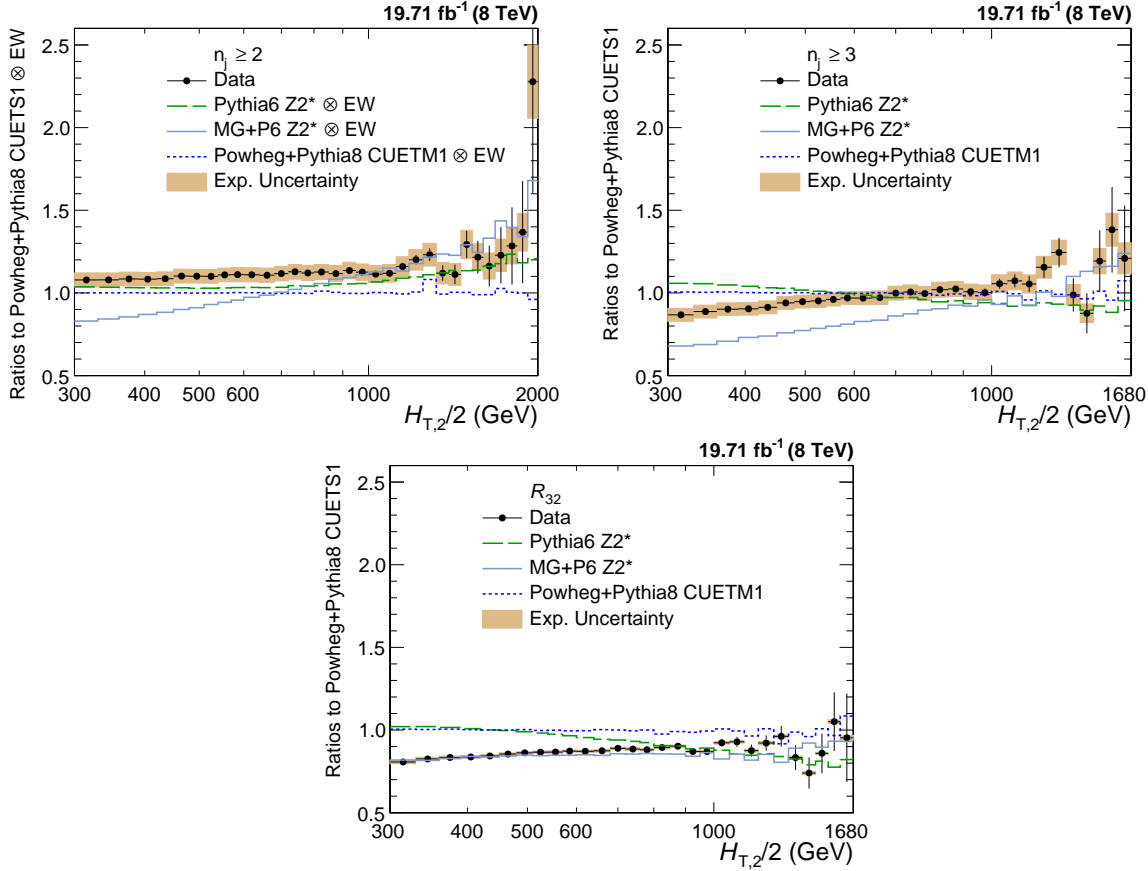 19.71 fb⁻¹ (8 TeV)
Ratios to Powheg+Pythia8 CUETS1 ⊗ EW
2.5
2.0
1.5
1.0
0.5
nⱼ ≥ 2
Data
Pythia6 Z2* ⊗ EW
MG+P6 Z2* ⊗ EW
Powheg+Pythia8 CUETM1 ⊗ EW
Exp. Uncertainty
300 400 500 600 1000 2000
H_T,2/2 (GeV)
19.71 fb⁻¹ (8 TeV)
Ratios to Powheg+Pythia8 CUETS1
2.5
2.0
1.5
1.0
0.5
nⱼ ≥ 3
Data
Pythia6 Z2*
MG+P6 Z2*
Powheg+Pythia8 CUETM1
Exp. Uncertainty
300 400 500 600 1000 1680
H_T,2/2 (GeV)
19.71 fb⁻¹ (8 TeV)
Ratios to Powheg+Pythia8 CUETS1
2.5
2.0
1.5
1.0
0.5
R₃₂
Data
Pythia6 Z2*
MG+P6 Z2*
Powheg+Pythia8 CUETM1
Exp. Uncertainty
300 400 500 600 1000 1680
H_T,2/2 (GeV)